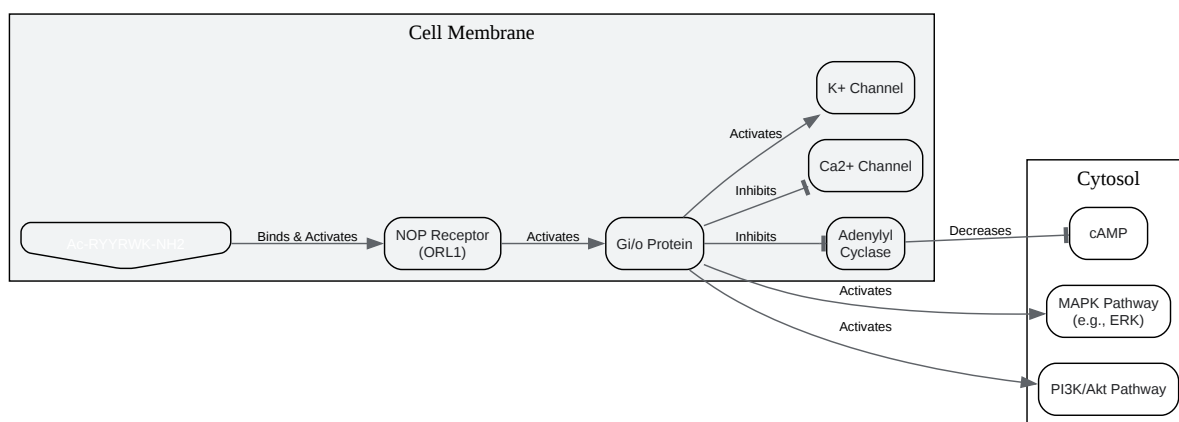 Cell Membrane
K+ Channel
Activates
Ca2+ Channel
Inhibits
Cytosol
Ac-RYYRWK-NH2
Binds & Activates
NOP Receptor
(ORL1)
Activates
Gi/o Protein
Inhibits
Adenylyl
Cyclase
Decreases
cAMP
Activates
MAPK Pathway
(e.g., ERK)
Activates
PI3K/Akt Pathway